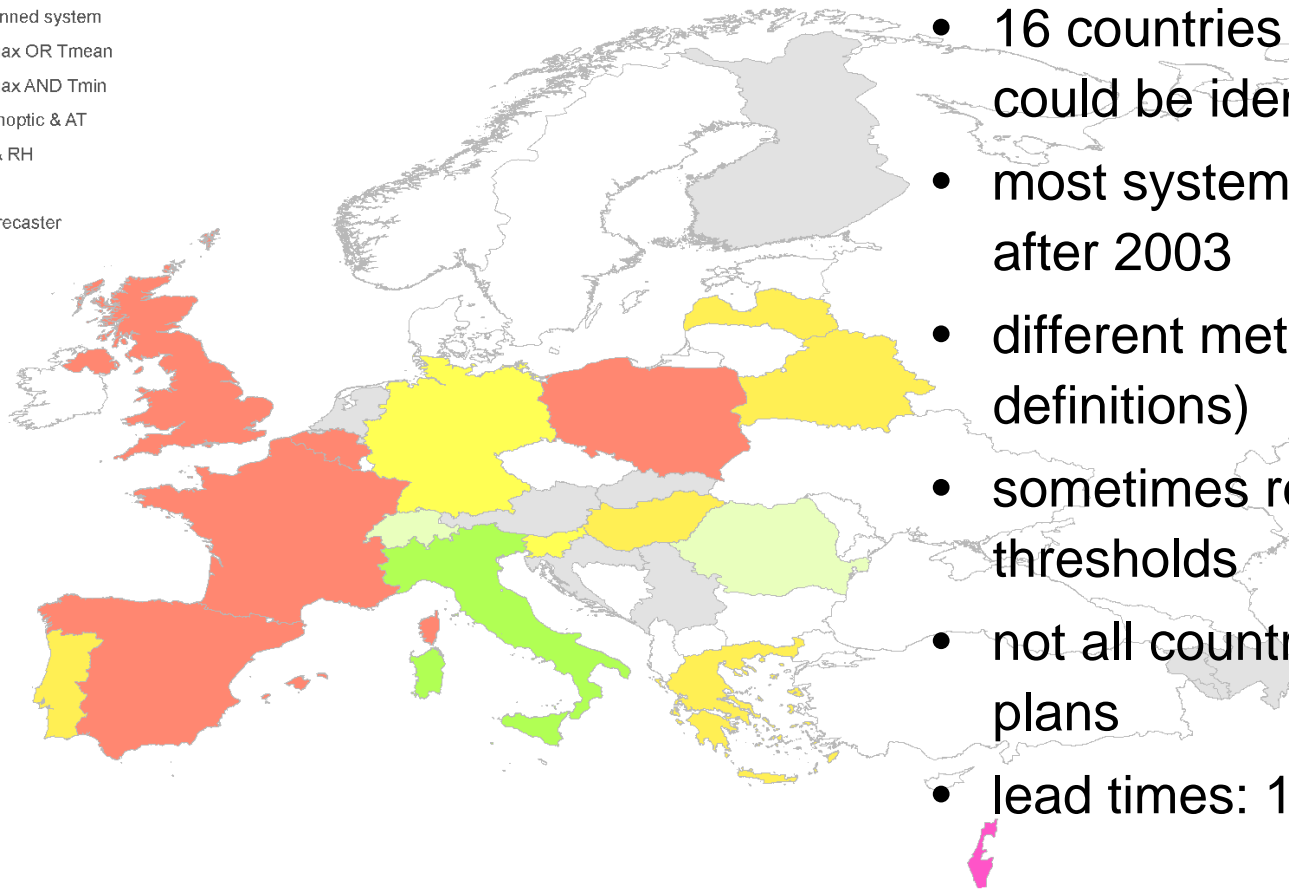 nned system
ax OR Tmean
ax AND Tmin
noptic & AT
& RH
recaster
• 16 countries
could be iden
• most system
after 2003
• different met
definitions)
• sometimes re
thresholds
• not all countr
plans
• lead times: 1